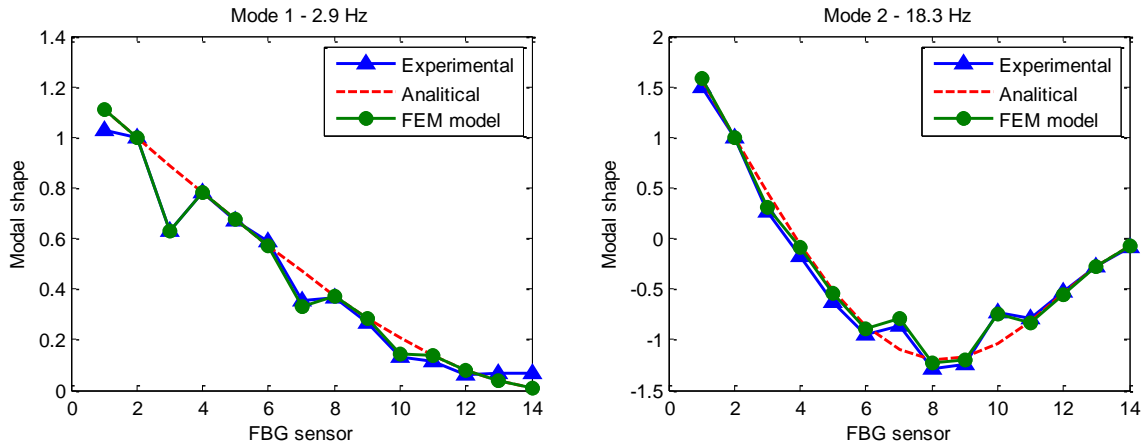 Mode 1 - 2.9 Hz
1.4
1.2
1
0.8
0.6
0.4
0.2
0
0 2 4 6 8 10 12 14
Modal shape
FBG sensor
Experimental
Analitical
FEM model
Mode 2 - 18.3 Hz
2
1.5
1
0.5
0
-0.5
-1
-1.5
0 2 4 6 8 10 12 14
Modal shape
FBG sensor
Experimental
Analitical
FEM model